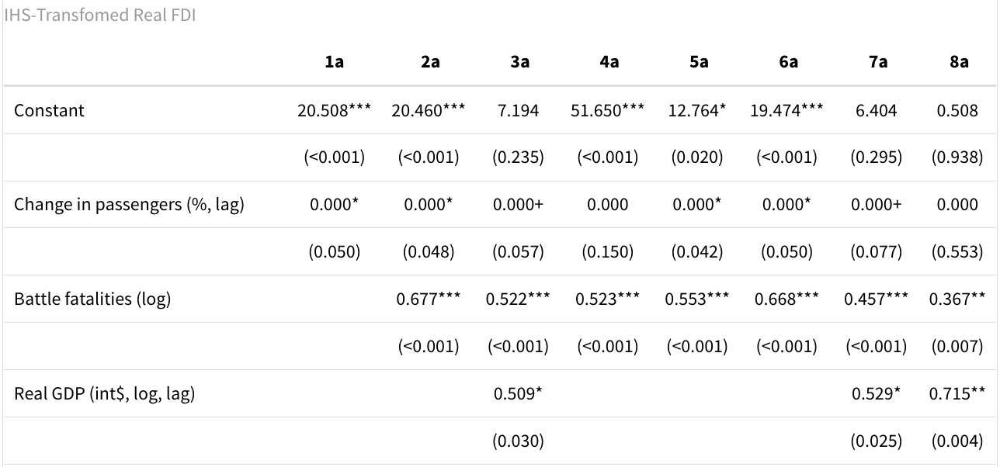 IHS-Transfomed Real FDI
1a 2a 3a 4a 5a 6a 7a 8a
Constant 20.508*** 20.460*** 7.194 51.650*** 12.764* 19.474*** 6.404 0.508
(<0.001) (<0.001) (0.235) (<0.001) (0.020) (<0.001) (0.295) (0.938)
Change in passengers (%, lag) 0.000* 0.000* 0.000+ 0.000 0.000* 0.000* 0.000+ 0.000
(0.050) (0.048) (0.057) (0.150) (0.042) (0.050) (0.077) (0.553)
Battle fatalities (log) 0.677*** 0.522*** 0.523*** 0.553*** 0.668*** 0.457*** 0.367**
(<0.001) (<0.001) (<0.001) (<0.001) (<0.001) (<0.001) (0.007)
Real GDP (int$, log, lag) 0.509* 0.529* 0.715**
(0.030) (0.025) (0.004)